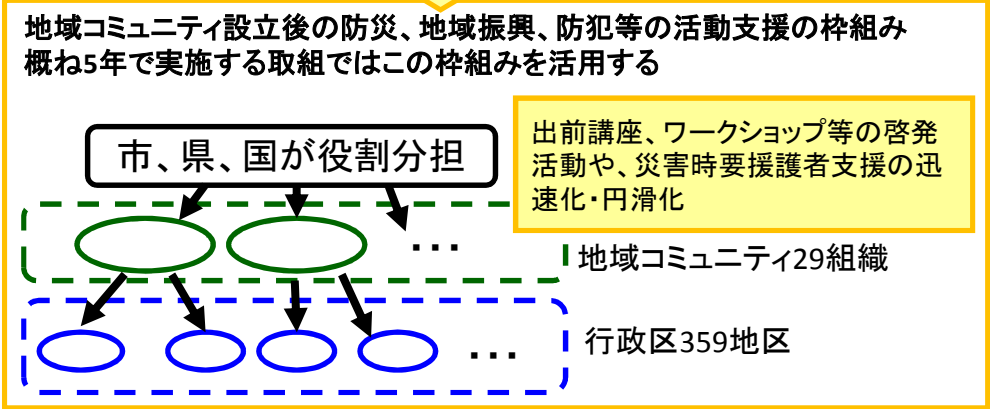 地域コミュニティ設立後の防災、地域振興、防犯等の活動支援の枠組み
概ね5年で実施する取組ではこの枠組みを活用する
出前講座、ワークショップ等の啓発
活動や、災害時要援護者支援の迅
速化・円滑化
市、県、国が役割分担
・・・
地域コミュニティ29組織
・・・
行政区359地区